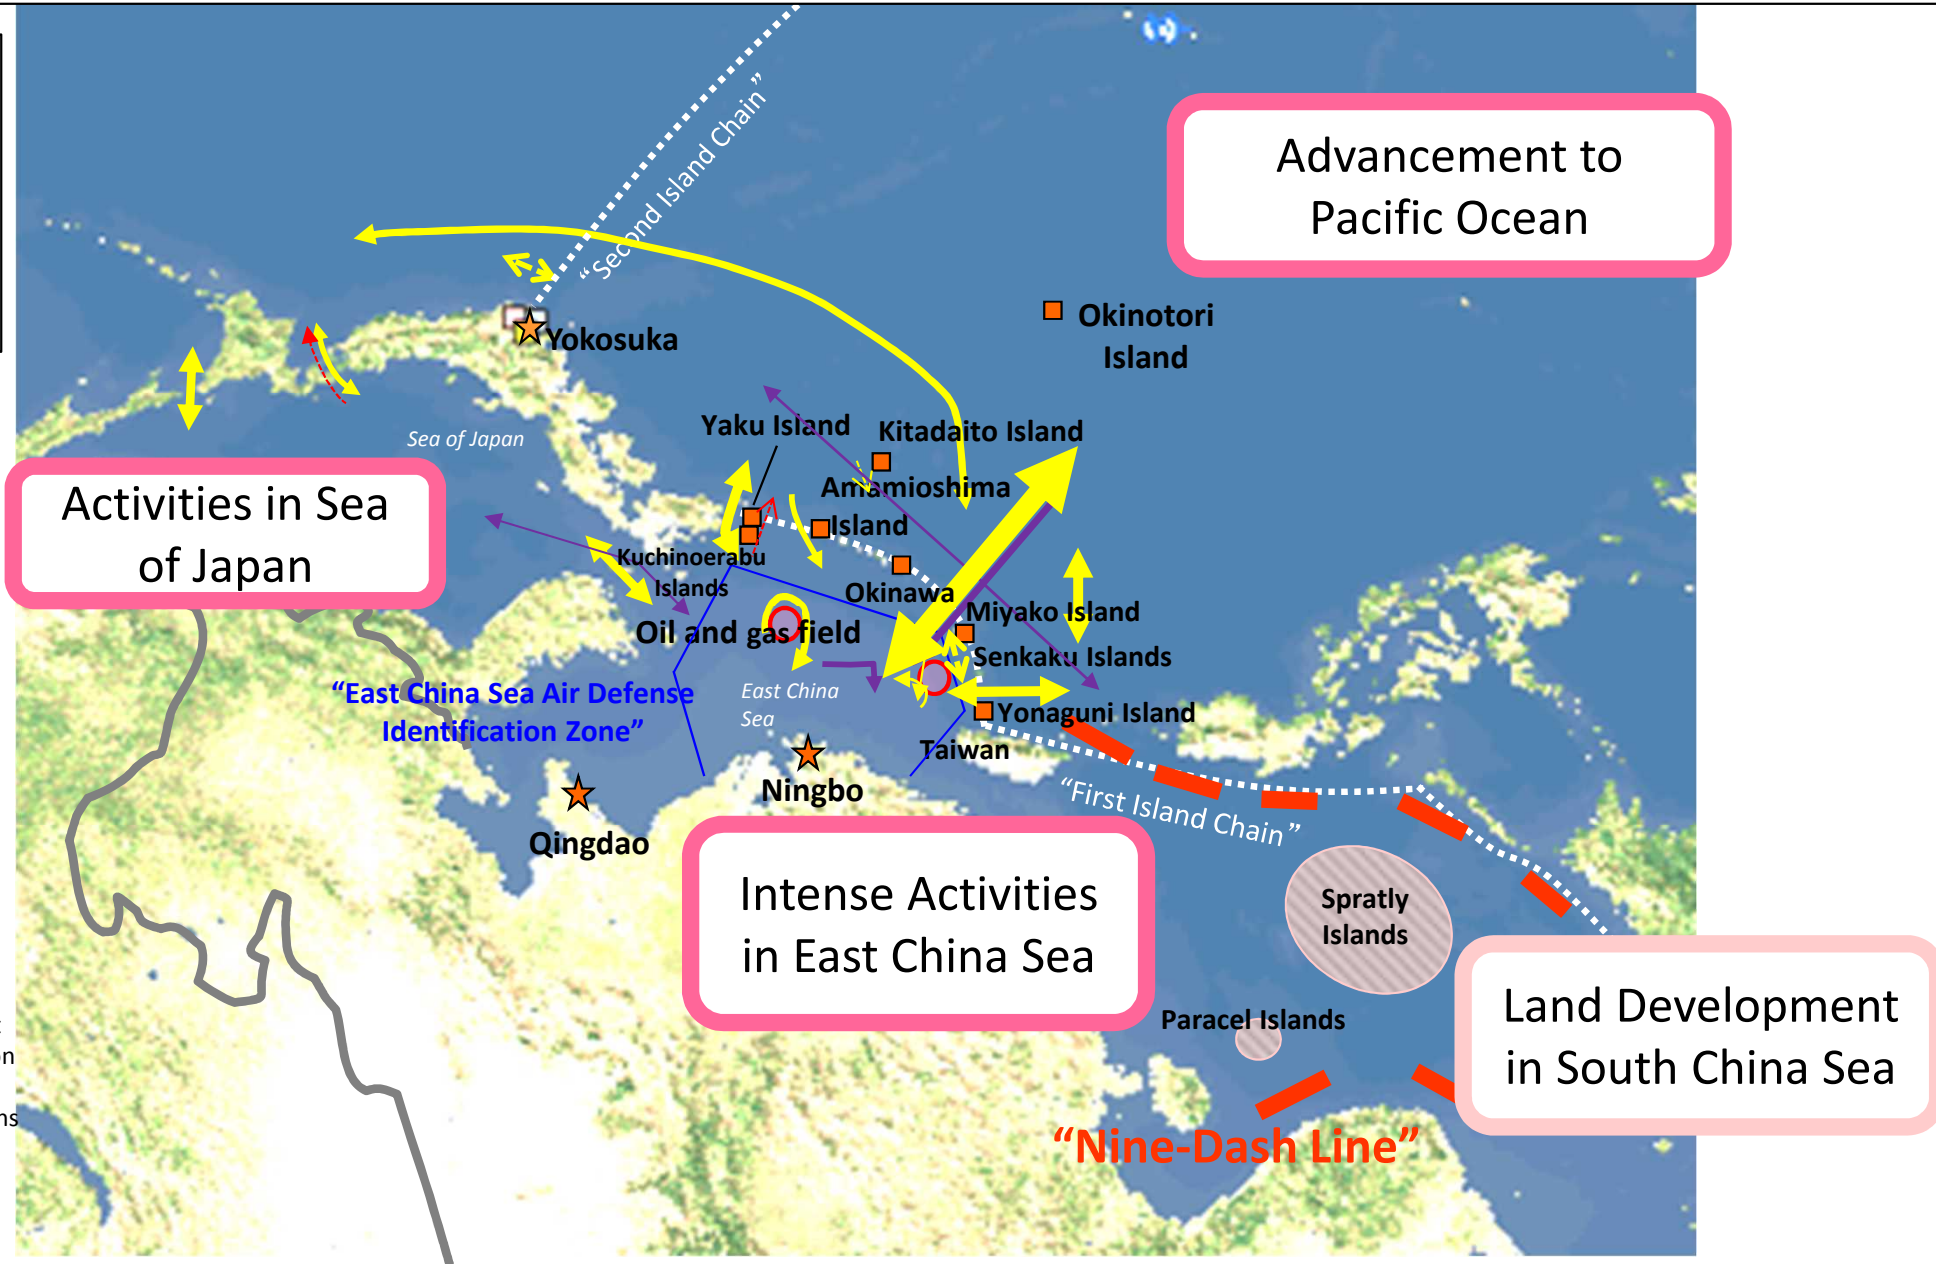 “Second Island Chain”
Advancement to
Pacific Ocean
Okinotori
Island
Yokosuka
Sea of Japan
Yaku Island
Kitadaito Island
Amamioshima
Island
Activities in Sea
of Japan
Kuchinoerabu
Islands
Okinawa
Miyako Island
Oil and gas field
Senkaku Islands
“East China Sea Air Defense
Identification Zone”
East China
Sea
Yonaguni Island
Taiwan
Ningbo
Qingdao
“First Island Chain”
Intense Activities
in East China Sea
Spratly
Islands
Paracel Islands
Land Development
in South China Sea
“Nine-Dash Line”